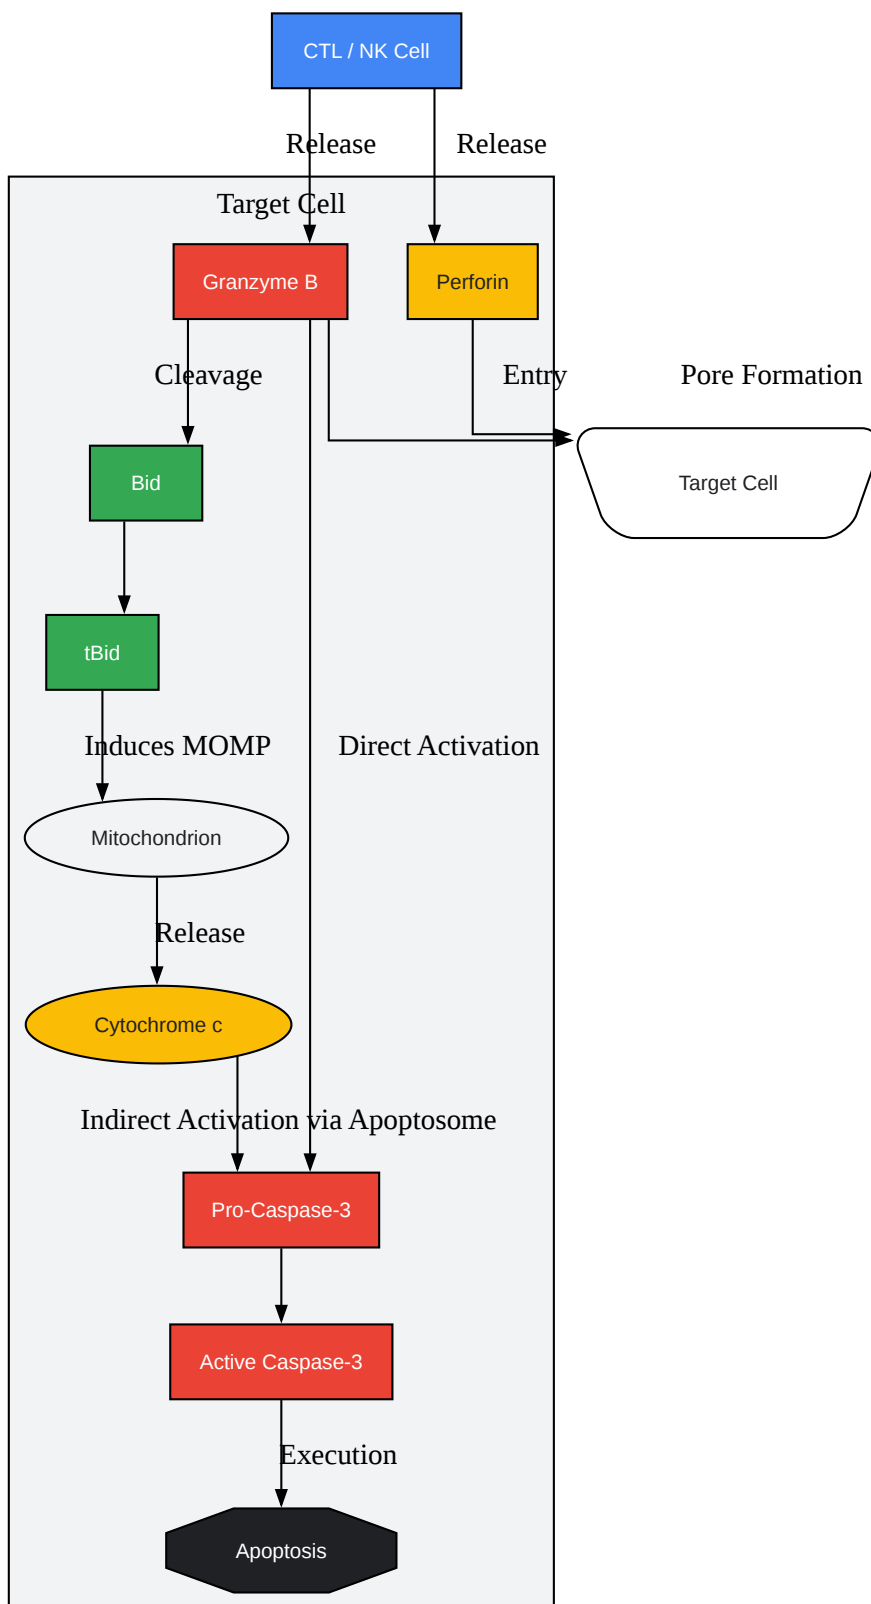 CTL / NK Cell
Release
Release
Target Cell
Granzyme B
Perforin
Cleavage
Entry
Pore Formation
Bid
Target Cell
tBid
Induces MOMP
Direct Activation
Mitochondrion
Release
Cytochrome c
Indirect Activation via Apoptosome
Pro-Caspase-3
Active Caspase-3
Execution
Apoptosis